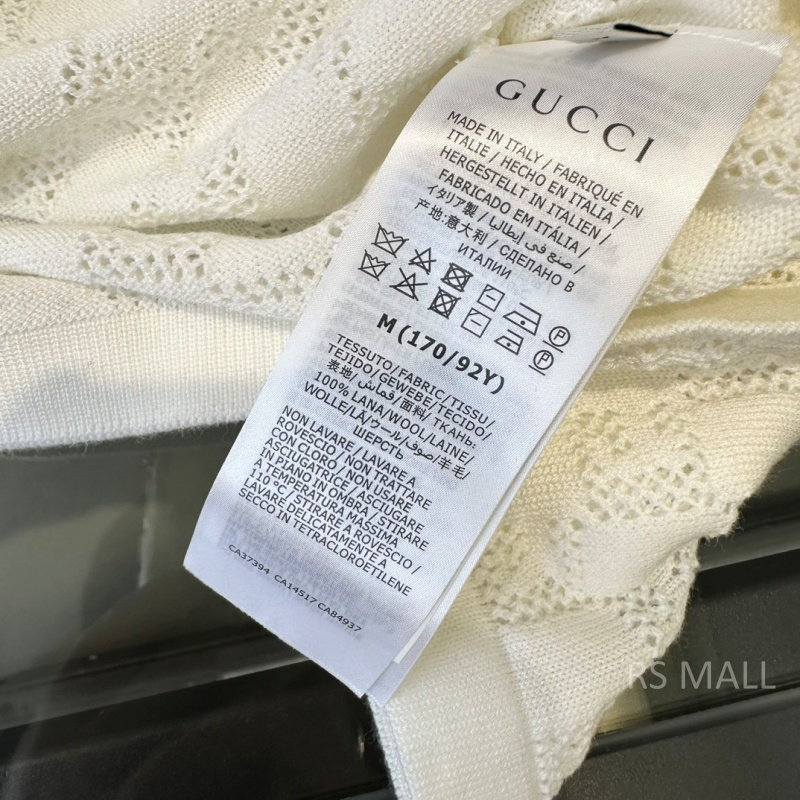 GUCCI
MADE IN ITALY / FABRIQUÉ EN
ITALIE / HECHO EN ITALIA /
HERGESTELLT IN ITALIEN /
FABRICADO EM ITÁLIA /
イタリア製 / صنع في إيطاليا /
产地:意大利 / СДЕЛАНО В
ИТАЛИИ
P
P
M (170/92Y)
TESSUTO/FABRIC/TISSU/
TEJIDO/GEWEBE/TECIDO/
表地/قماش/面料/ТКАНЬ:
100% LANA/WOOL/LAINE/
WOLLE/LÃ/ウール/صوف/羊毛/
ШЕРСТЬ
NON LAVARE / LAVARE A
ROVESCIO / NON TRATTARE
CON CLORO / NON USARE
ASCIUGATRICE / ASCIUGARE
IN PIANO IN OMBRA / STIRARE
A TEMPERATURA MASSIMA
110 °C / STIRARE A ROVESCIO /
LAVARE DELICATAMENTE A
SECCO IN TETRACLOROETILENE
CA37394 CA14517 CA84937
RS MALL